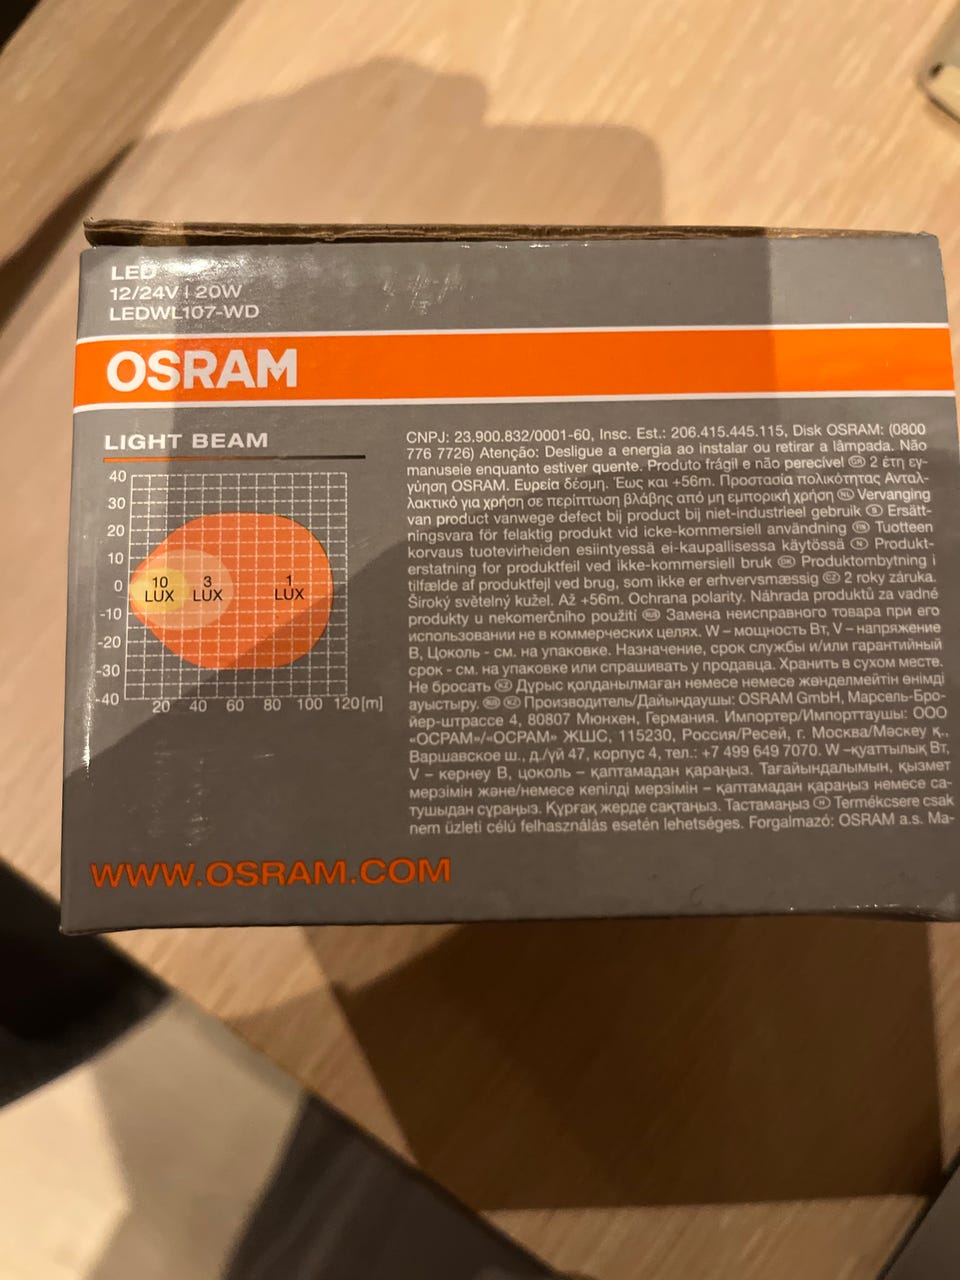 LED
12/24V | 20W
LEDWL107-WD
OSRAM
LIGHT BEAM
40
30
20
10
0
-10
-20
-30
-40
10 LUX
3 LUX
1 LUX
20 40 60 80 100 120 [m]
CNPJ: 23.900.832/0001-60, Insc. Est.: 206.415.445.115, Disk OSRAM: (0800
776 7726) Atenção: Desligue a energia ao instalar ou retirar a lâmpada. Não
manuseie enquanto estiver quente. Produto frágil e não perecível GR 2 έτη εγ-
γύηση OSRAM. Ευρεία δέσμη. Έως και +56m. Προστασία πολικότητας Ανταλ-
λακτικό για χρήση σε περίπτωση βλάβης από μη εμπορική χρήση NL Vervanging
van product vanwege defect bij product bij niet-industrieel gebruik S Ersätt-
ningsvara för felaktig produkt vid icke-kommersiell användning FIN Tuotteen
korvaus tuotevirheiden esiintyessä ei-kaupallisessa käytössä N Produkt-
erstatning for produktfeil ved ikke-kommersiell bruk DK Produktombytning i
tilfælde af produktfejl ved brug, som ikke er erhvervsmæssig CZ 2 roky záruka.
Široký světelný kužel. Až +56m. Ochrana polarity. Náhrada produktů za vadné
produkty u nekomerčního použití RUS Замена неисправного товара при его
использовании не в коммерческих целях. W – мощность Вт, V – напряжение
В, Цоколь - см. на упаковке. Назначение, срок службы и/или гарантийный
срок - см. на упаковке или спрашивать у продавца. Хранить в сухом месте.
Не бросать KZ Дұрыс қолданылмаған немесе немесе жөнделмейтін өнімді
ауыстыру. RUS KZ Производитель/Дайындаушы: OSRAM GmbH, Марсель-Бро-
йер-штрассе 4, 80807 Мюнхен, Германия. Импортер/Импорттаушы: ООО
«ОСРАМ»/«ОСРАМ» ЖШС, 115230, Россия/Ресей, г. Москва/Мәскеу қ.,
Варшавское ш., д./үй 47, корпус 4, тел.: +7 499 649 7070. W –қуаттылық Вт,
V – кернеу В, цоколь – қаптамадан қараңыз. Тағайындалымын, қызмет
мерзімін және/немесе кепілді мерзімін – қаптамадан қараңыз немесе са-
тушыдан сұраңыз. Құрғақ жерде сақтаңыз. Тастамаңыз H Termékcsere csak
nem üzleti célú felhasználás esetén lehetséges. Forgalmazó: OSRAM a.s. Ma-
WWW.OSRAM.COM